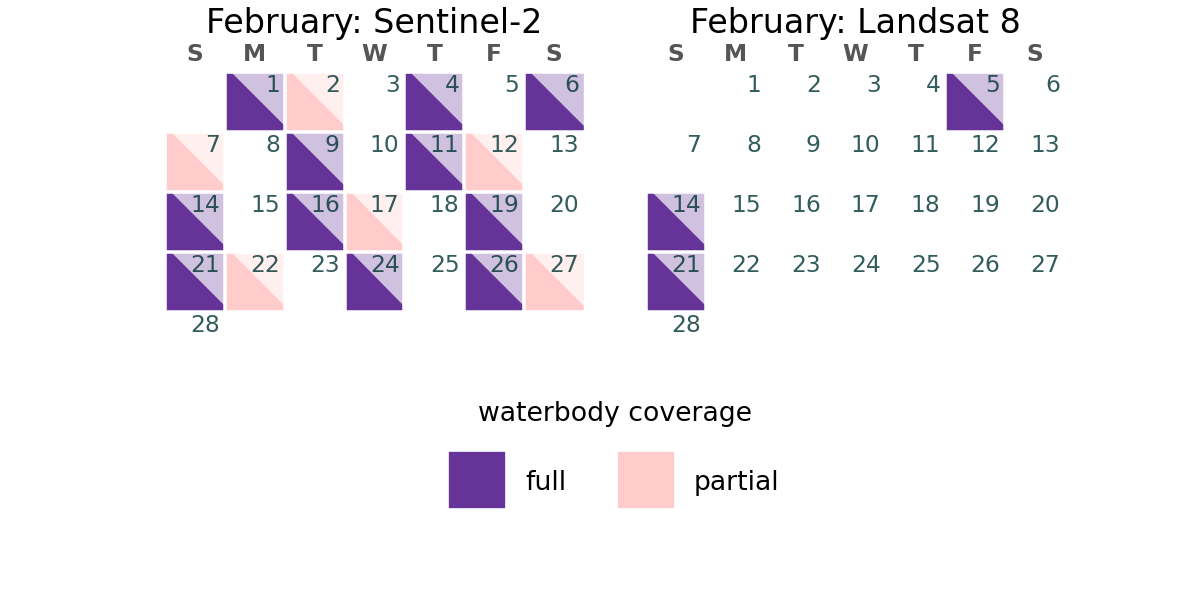 February: Sentinel-2
S M T W T F S
1 2 3 4 5 6
7 8 9 10 11 12 13
14 15 16 17 18 19 20
21 22 23 24 25 26 27
28
February: Landsat 8
S M T W T F S
1 2 3 4 5 6
7 8 9 10 11 12 13
14 15 16 17 18 19 20
21 22 23 24 25 26 27
28
waterbody coverage
full partial